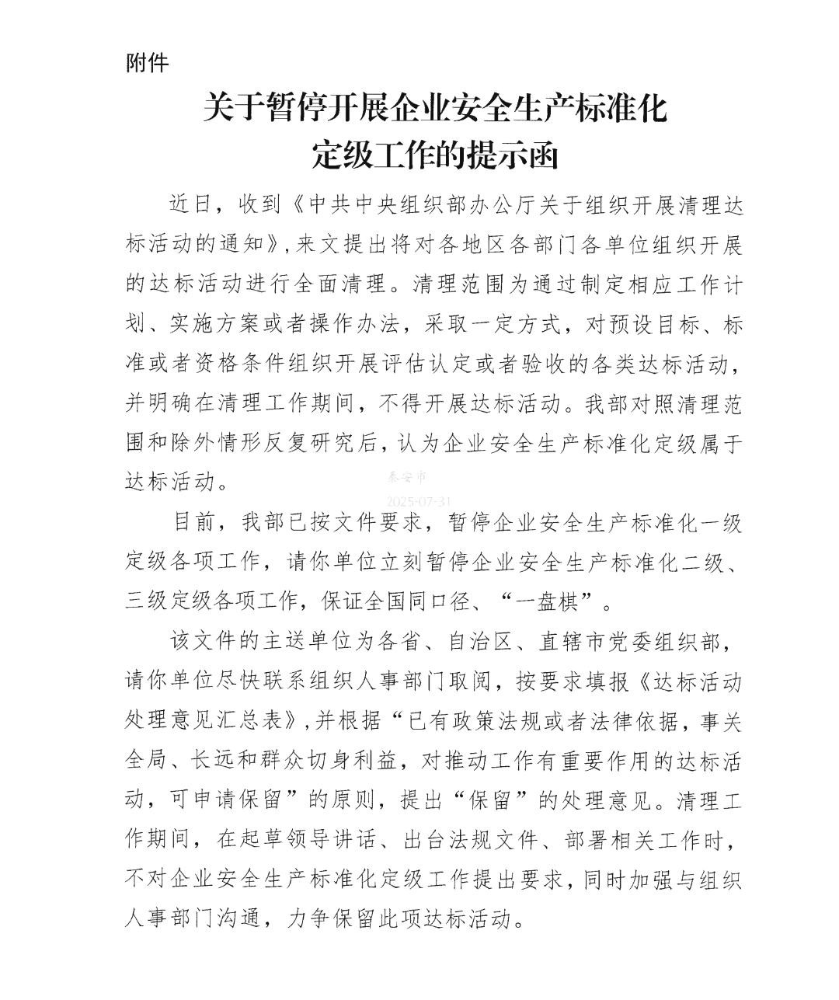 附件
关于暂停开展企业安全生产标准化
定级工作的提示函
近日，收到《中共中央组织部办公厅关于组织开展清理达
标活动的通知》,来文提出将对各地区各部门各单位组织开展
的达标活动进行全面清理。清理范围为通过制定相应工作计
划、实施方案或者操作办法，采取一定方式，对预设目标、标
准或者资格条件组织开展评估认定或者验收的各类达标活动，
并明确在清理工作期间，不得开展达标活动。我部对照清理范
围和除外情形反复研究后，认为企业安全生产标准化定级属于
达标活动。
泰安市
2025-07-31
目前，我部已按文件要求，暂停企业安全生产标准化一级
定级各项工作，请你单位立刻暂停企业安全生产标准化二级、
三级定级各项工作，保证全国同口径、“一盘棋”。
该文件的主送单位为各省、自治区、直辖市党委组织部，
请你单位尽快联系组织人事部门取阅，按要求填报《达标活动
处理意见汇总表》,并根据“已有政策法规或者法律依据，事关
全局、长远和群众切身利益，对推动工作有重要作用的达标活
动，可申请保留”的原则，提出“保留”的处理意见。清理工
作期间，在起草领导讲话、出台法规文件、部署相关工作时，
不对企业安全生产标准化定级工作提出要求，同时加强与组织
人事部门沟通，力争保留此项达标活动。